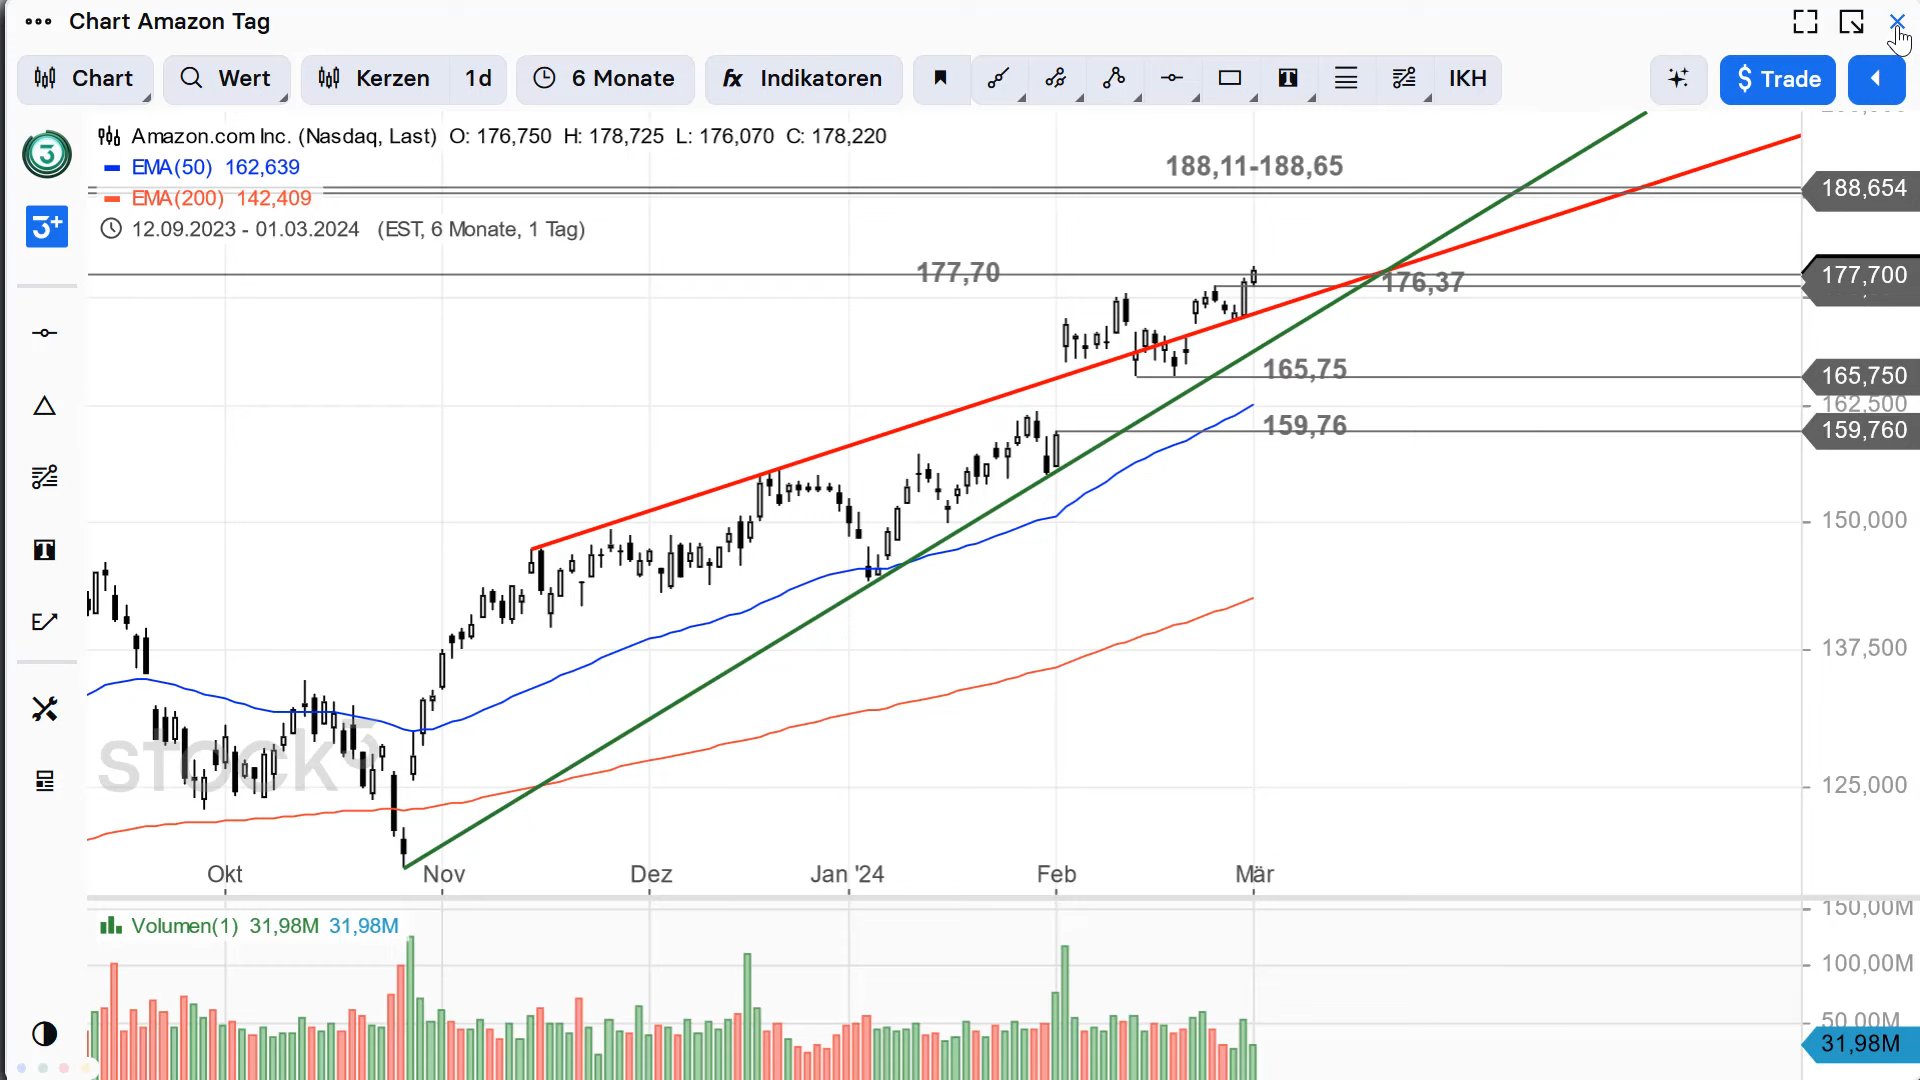 Chart Amazon Tag
Chart
Wert
Kerzen
1d
6 Monate
fx Indikatoren
T
IKH
$ Trade
3
Amazon.com Inc. (Nasdaq, Last) O: 176,750 H: 178,725 L: 176,070 C: 178,220
EMA(50) 162,639
EMA(200) 142,409
12.09.2023 - 01.03.2024 (EST, 6 Monate, 1 Tag)
3+
188,11-188,65
188,654
177,70
177,700
176,37
165,75
165,750
162,500
159,76
159,760
150,000
T
137,500
stock3
125,000
Okt
Nov
Dez
Jan '24
Feb
Mär
Volumen(1) 31,98M 31,98M
150,00M
100,00M
50,00M
31,98M